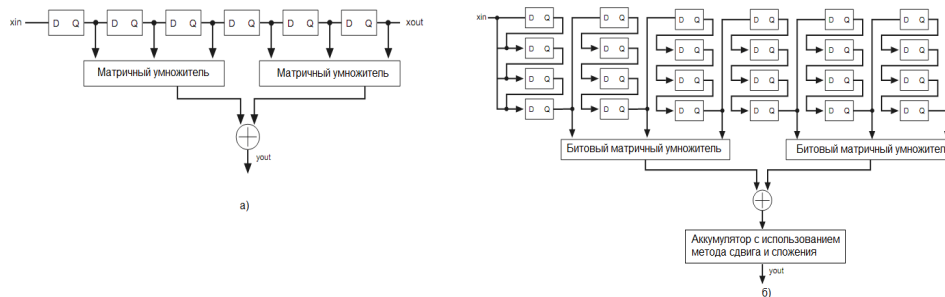 xin D Q D Q D Q D Q D Q D Q xout
Матричный умножитель Матричный умножитель
yout
а)
xin D Q D Q D Q D Q D Q D Q
D Q D Q D Q D Q D Q D Q
D Q D Q D Q D Q D Q D Q
D Q D Q D Q D Q D Q D Q
Битовый матричный умножитель Битовый матричный умножител
Аккумулятор с использованием
метода сдвига и спожения
yout
б)